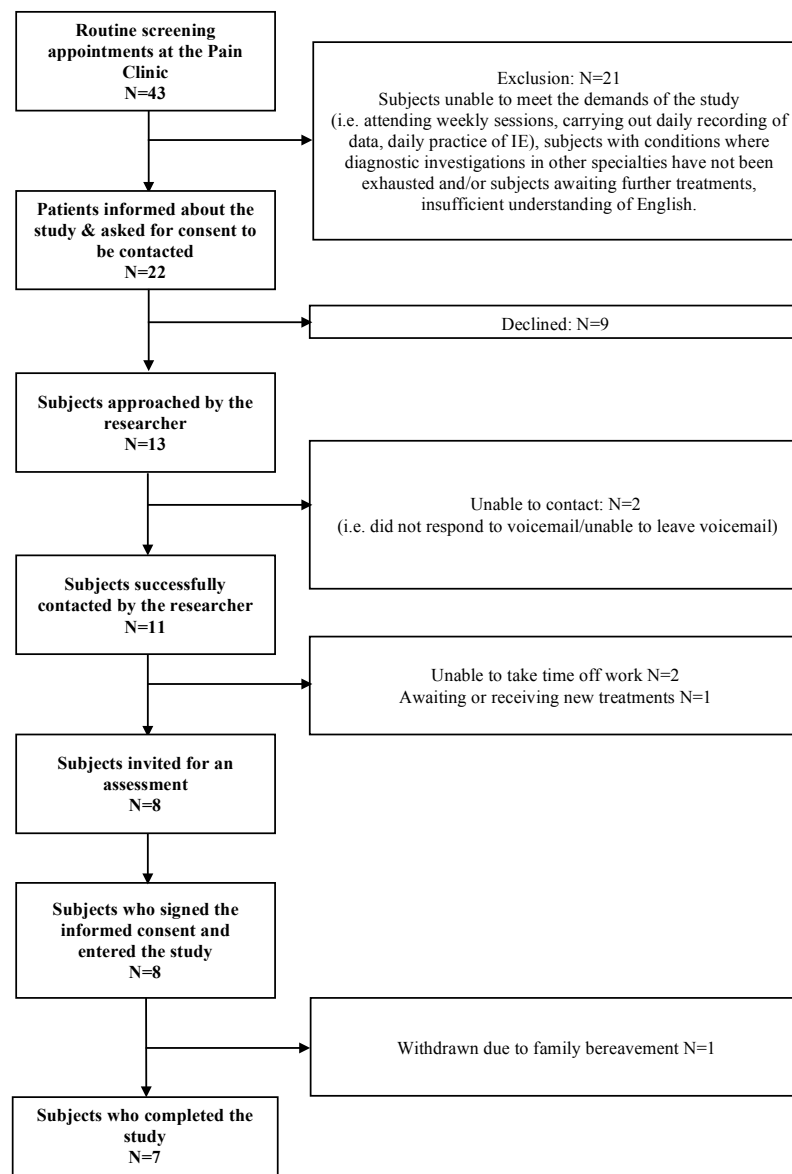 Routine screening
appointments at the Pain
Clinic
N=43
Exclusion: N=21
Subjects unable to meet the demands of the study
(i.e. attending weekly sessions, carrying out daily recording of
data, daily practice of IE), subjects with conditions where
diagnostic investigations in other specialties have not been
exhausted and/or subjects awaiting further treatments,
insufficient understanding of English.
Patients informed about the
study & asked for consent to
be contacted
N=22
Declined: N=9
Subjects approached by the
researcher
N=13
Unable to contact: N=2
(i.e. did not respond to voicemail/unable to leave voicemail)
Subjects successfully
contacted by the researcher
N=11
Unable to take time off work N=2
Awaiting or receiving new treatments N=1
Subjects invited for an
assessment
N=8
Subjects who signed the
informed consent and
entered the study
N=8
Withdrawn due to family bereavement N=1
Subjects who completed the
study
N=7